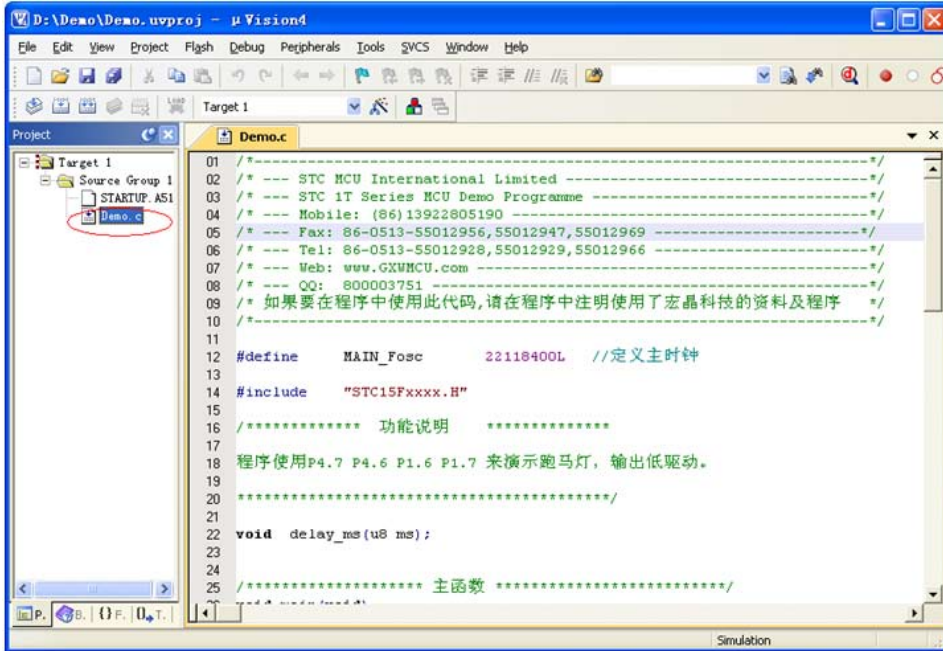 D:\Demo\Demo.uvproj - µVision4
File Edit View Project Flash Debug Peripherals Tools SVCS Window Help
Target 1
Project
Demo.c
Target 1
Source Group 1
STARTUP.A51
Demo.c
01 /*----------------------------------------------------------------------*/
02 /* --- STC MCU International Limited ----------------------------------*/
03 /* --- STC 1T Series MCU Demo Programme -------------------------------*/
04 /* --- Mobile: (86)13922805190 ----------------------------------------*/
05 /* --- Fax: 86-0513-55012956,55012947,55012969 -----------------------*/
06 /* --- Tel: 86-0513-55012928,55012929,55012966 ------------------------*/
07 /* --- Web: www.GXWMCU.com --------------------------------------------*/
08 /* --- QQ: 800003751 -------------------------------------------------*/
09 /* 如果要在程序中使用此代码,请在程序中注明使用了宏晶科技的资料及程序 */
10 /*----------------------------------------------------------------------*/
11
12 #define MAIN_Fosc 22118400L //定义主时钟
13
14 #include "STC15Fxxxx.H"
15
16 /************* 功能说明 **************
17
18 程序使用P4.7 P4.6 P1.6 P1.7 来演示跑马灯，输出低驱动。
19
20 ******************************************/
21
22 void delay_ms(u8 ms);
23
24
25 /******************** 主函数 **************************/
P. B. {} F. 0 T.
Simulation